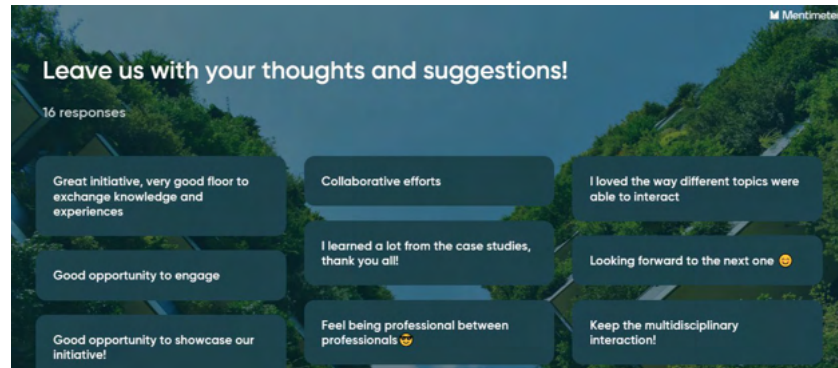 Mentimeter
Leave us with your thoughts and suggestions!
16 responses
Great initiative, very good floor to
exchange knowledge and
experiences
Good opportunity to engage
Good opportunity to showcase our
initiative!
Collaborative efforts
I learned a lot from the case studies,
thank you all!
Feel being professional between
professionals😎
I loved the way different topics were
able to interact
Looking forward to the next one 😊
Keep the multidisciplinary
interaction!